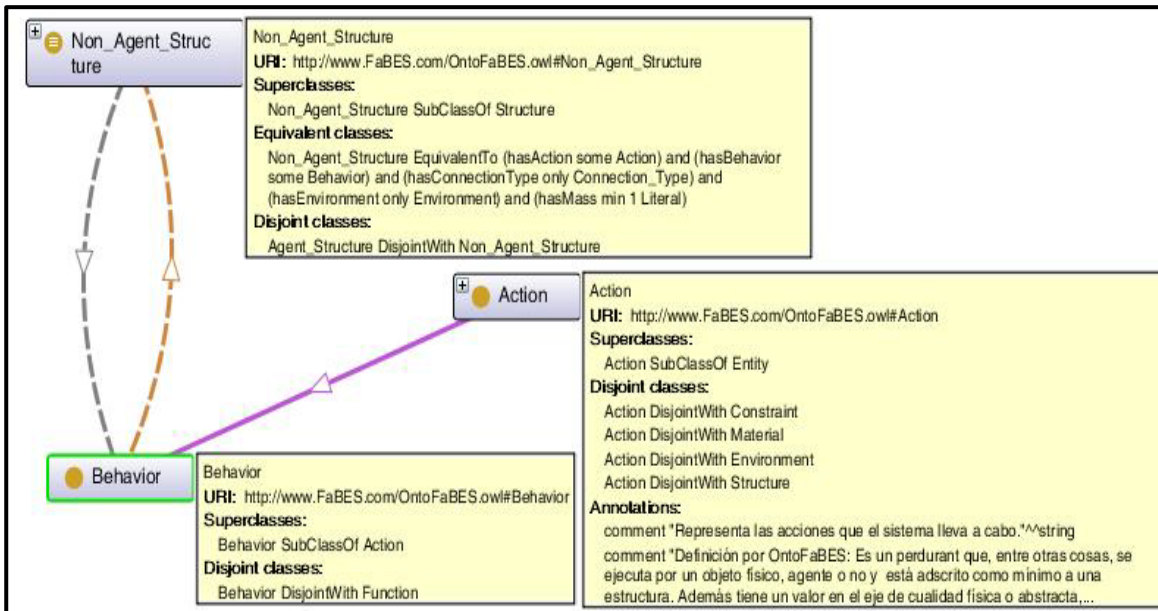 Non_Agent_Struc
ture
Non_Agent_Structure
URI: http://www.FaBES.com/OntoFaBES.owl#Non_Agent_Structure
Superclasses:
Non_Agent_Structure SubClassOf Structure
Equivalent classes:
Non_Agent_Structure EquivalentTo (hasAction some Action) and (hasBehavior
some Behavior) and (hasConnectionType only Connection_Type) and
(hasEnvironment only Environment) and (hasMass min 1 Literal)
Disjoint classes:
Agent_Structure DisjointWith Non_Agent_Structure
Action
Action
URI: http://www.FaBES.com/OntoFaBES.owl#Action
Superclasses:
Action SubClassOf Entity
Disjoint classes:
Action DisjointWith Constraint
Action DisjointWith Material
Action DisjointWith Environment
Action DisjointWith Structure
Annotations:
comment "Representa las acciones que el sistema lleva a cabo."^^string
comment "Definición por OntoFaBES: Es un perdurant que, entre otras cosas, se
ejecuta por un objeto físico, agente o no y está adscrito como mínimo a una
estructura. Además tiene un valor en el eje de cualidad física o abstracta,...
Behavior
Behavior
URI: http://www.FaBES.com/OntoFaBES.owl#Behavior
Superclasses:
Behavior SubClassOf Action
Disjoint classes:
Behavior DisjointWith Function